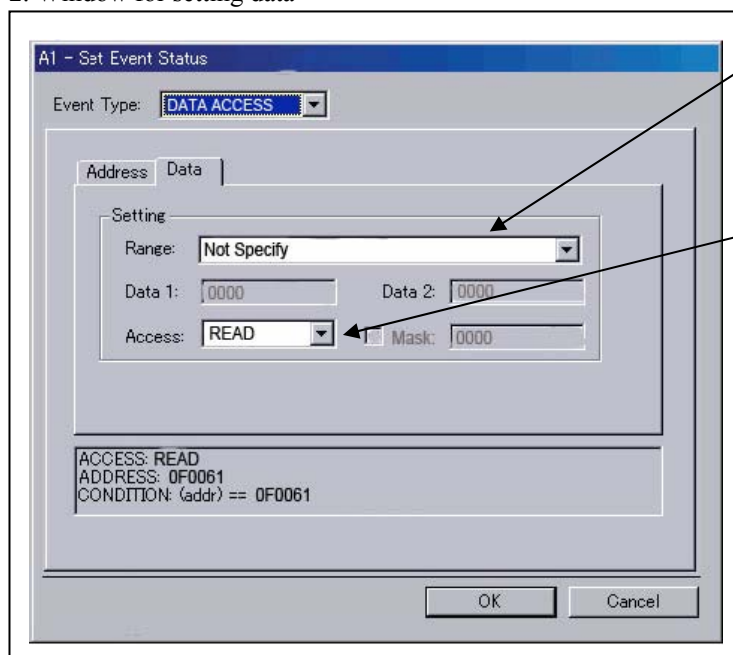 2. Window for setting data
A1 - Set Event Status
Event Type: DATA ACCESS
Address Data
Setting
Range: Not Specify
Data 1: 0000 Data 2: 0000
Access: READ Mask: 0000
ACCESS: READ
ADDRESS: 0F0061
CONDITION: (addr) == 0F0061
OK Cancel